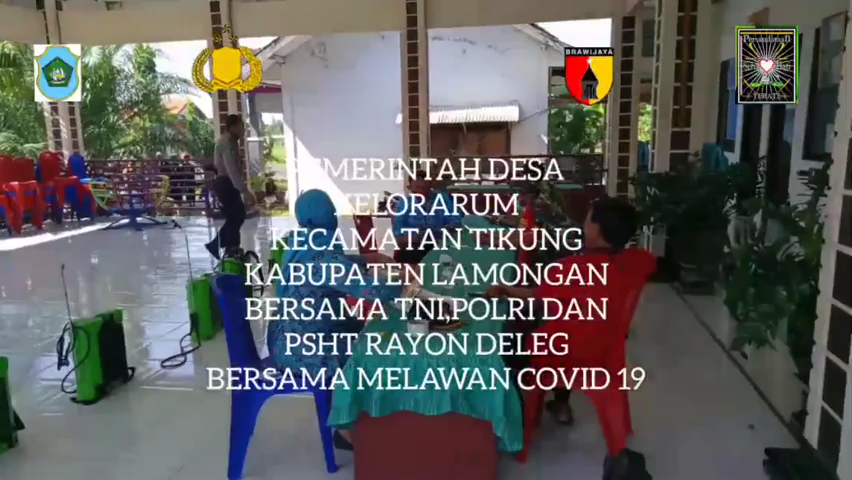 BRAWIJAYA
PEMERINTAH DESA
KELORARUM
KECAMATAN TIKUNG
KABUPATEN LAMONGAN
BERSAMA TNI,POLRI DAN
PSHT RAYON DELEG
BERSAMA MELAWAN COVID 19